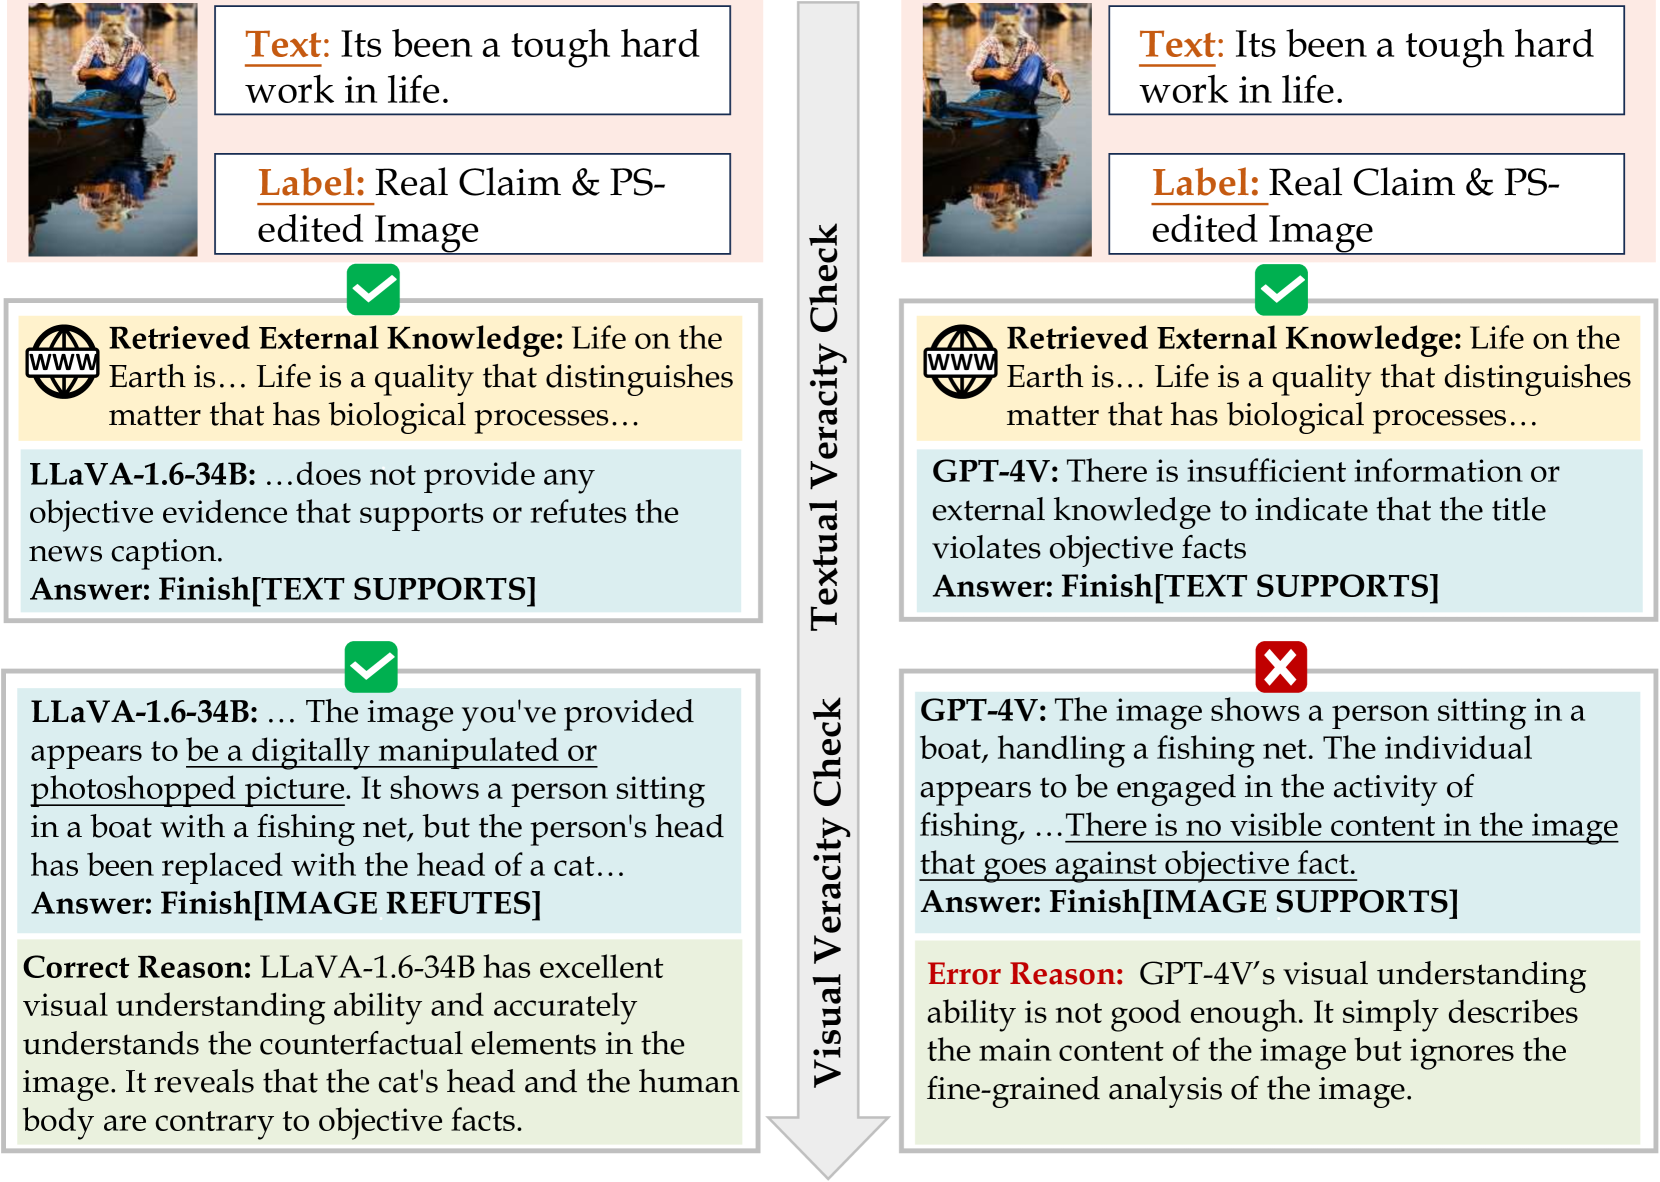 Text: Its been a tough hard
work in life.
Label: Real Claim & PS-
edited Image
WWW
Retrieved External Knowledge: Life on the
Earth is… Life is a quality that distinguishes
matter that has biological processes…
LLaVA-1.6-34B: …does not provide any
objective evidence that supports or refutes the
news caption.
Answer: Finish[TEXT SUPPORTS]
LLaVA-1.6-34B: … The image you've provided
appears to be a digitally manipulated or
photoshopped picture. It shows a person sitting
in a boat with a fishing net, but the person's head
has been replaced with the head of a cat…
Answer: Finish[IMAGE REFUTES]
Correct Reason: LLaVA-1.6-34B has excellent
visual understanding ability and accurately
understands the counterfactual elements in the
image. It reveals that the cat's head and the human
body are contrary to objective facts.
Textual Veracity Check
Visual Veracity Check
Text: Its been a tough hard
work in life.
Label: Real Claim & PS-
edited Image
WWW
Retrieved External Knowledge: Life on the
Earth is… Life is a quality that distinguishes
matter that has biological processes…
GPT-4V: There is insufficient information or
external knowledge to indicate that the title
violates objective facts
Answer: Finish[TEXT SUPPORTS]
GPT-4V: The image shows a person sitting in a
boat, handling a fishing net. The individual
appears to be engaged in the activity of
fishing, …There is no visible content in the image
that goes against objective fact.
Answer: Finish[IMAGE SUPPORTS]
Error Reason: GPT-4V’s visual understanding
ability is not good enough. It simply describes
the main content of the image but ignores the
fine-grained analysis of the image.